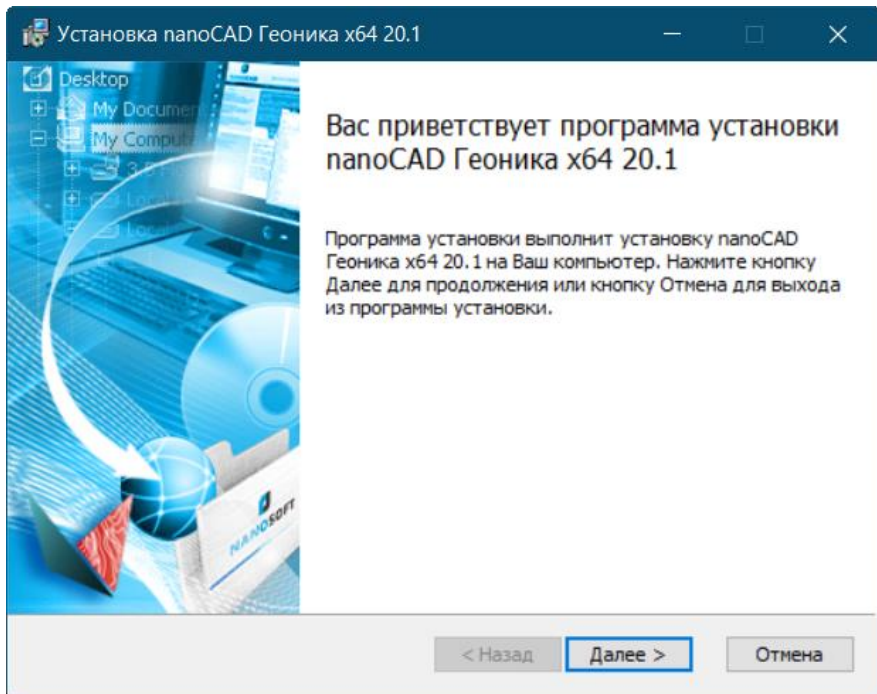 Установка nanoCAD Геоника x64 20.1
Desktop
My Documen
My Compute
Вас приветствует программа установки
nanoCAD Геоника x64 20.1
Программа установки выполнит установку nanoCAD
Геоника x64 20.1 на Ваш компьютер. Нажмите кнопку
Далее для продолжения или кнопку Отмена для выхода
из программы установки.
NANOSOFT
< Назад
Далее >
Отмена